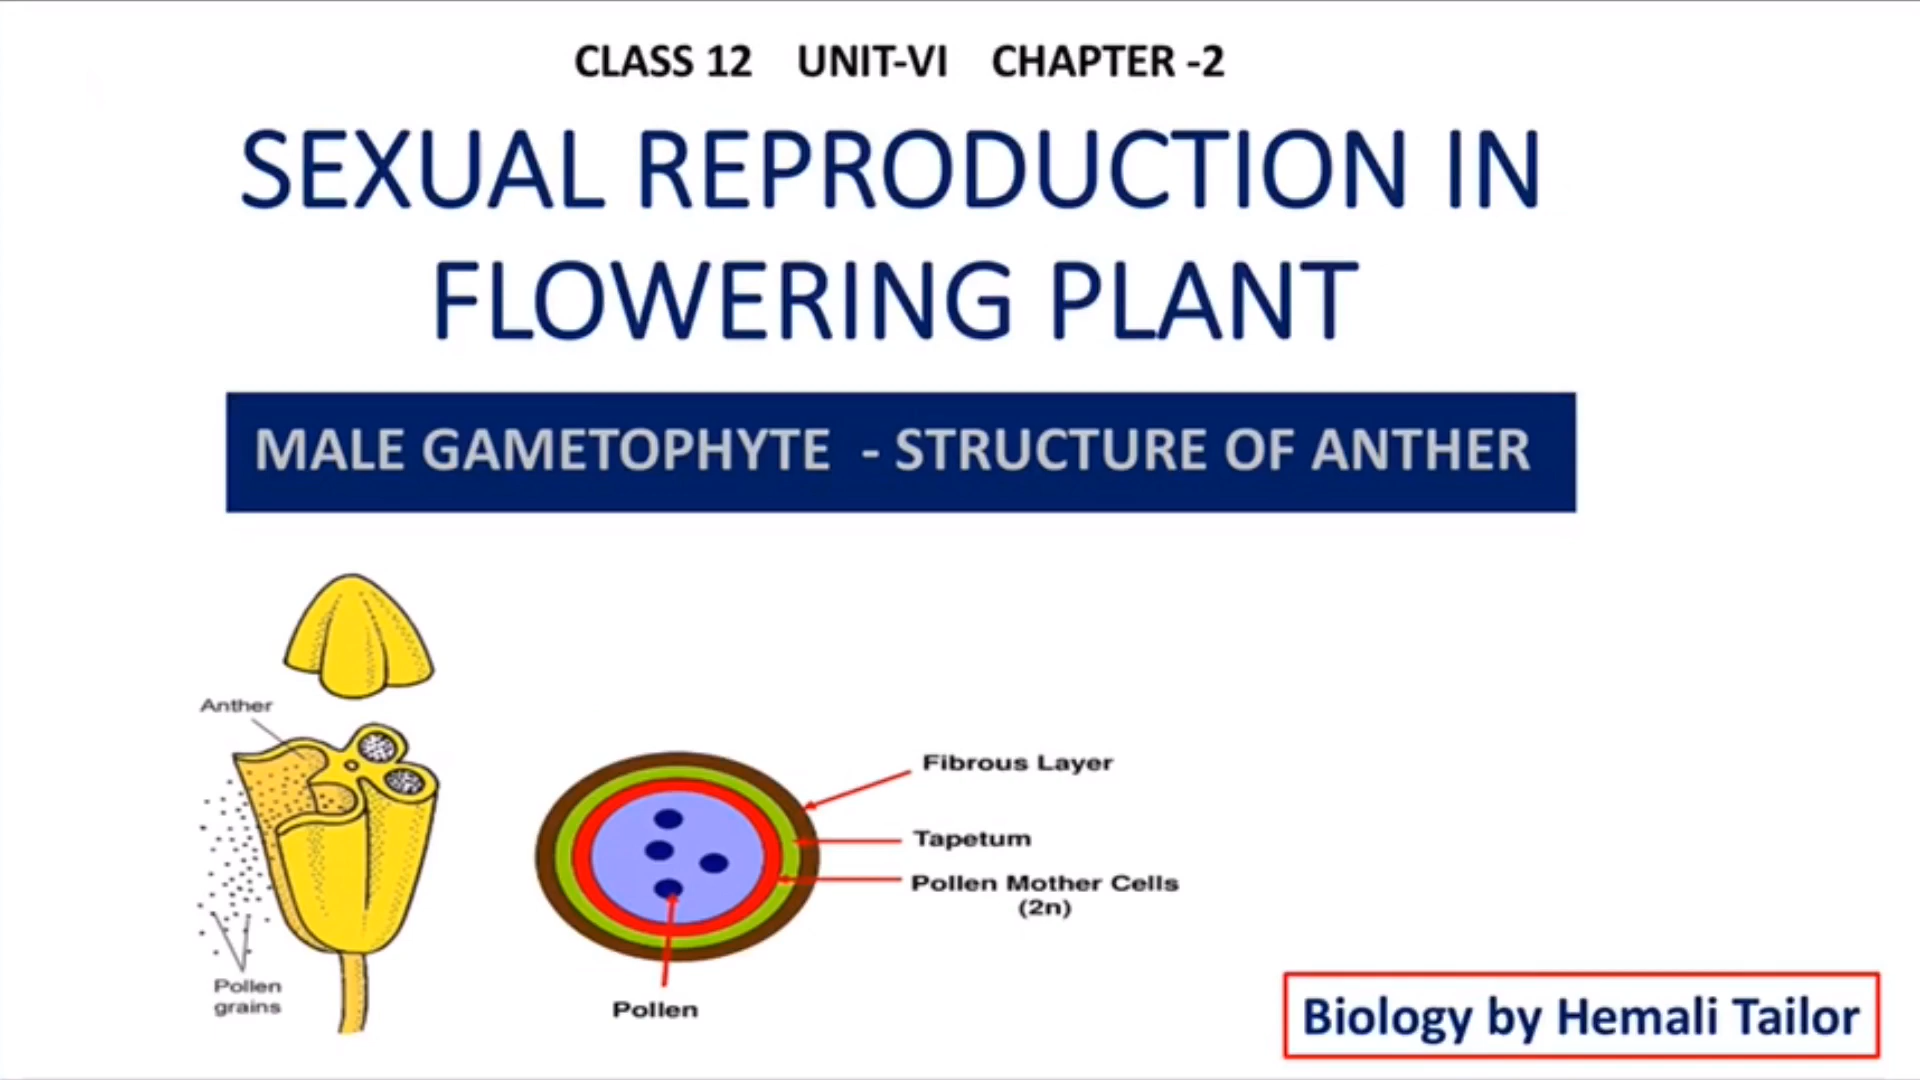 CLASS 12 UNIT-VI CHAPTER -2
SEXUAL REPRODUCTION IN
FLOWERING PLANT
MALE GAMETOPHYTE - STRUCTURE OF ANTHER
Anther
Pollen
grains
Fibrous Layer
Tapetum
Pollen Mother Cells
(2n)
Pollen
Biology by Hemali Tailor